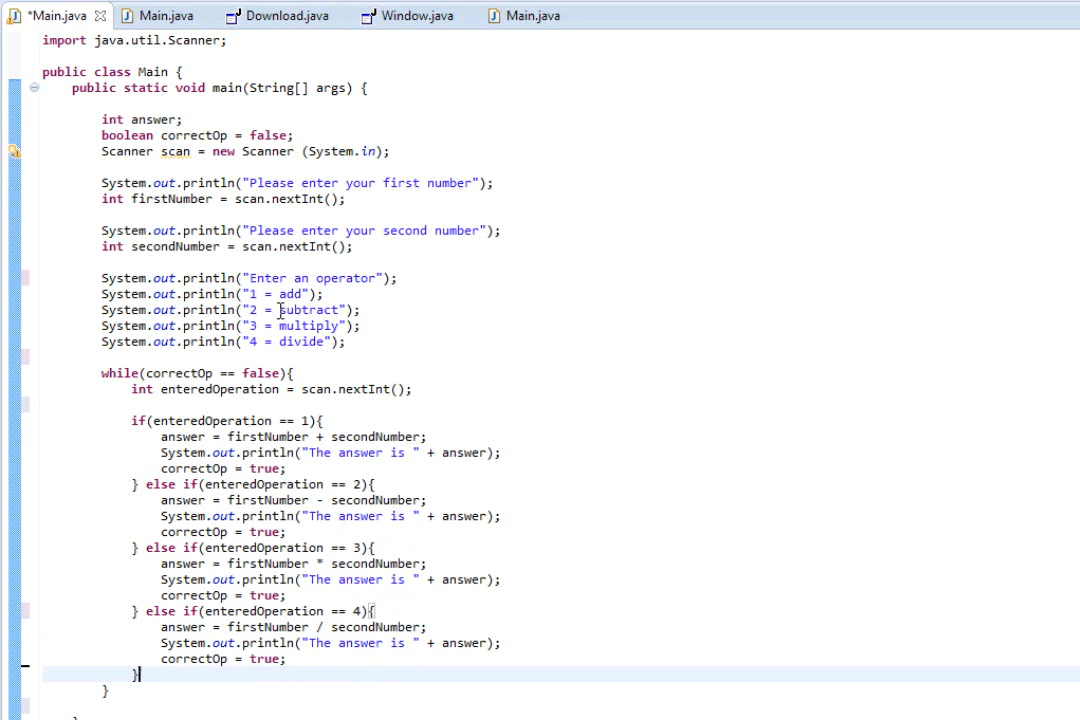 *Main.java Main.java Download.java Window.java Main.java
import java.util.Scanner;
public class Main {
public static void main(String[] args) {
int answer;
boolean correctOp = false;
Scanner scan = new Scanner (System.in);
System.out.println("Please enter your first number");
int firstNumber = scan.nextInt();
System.out.println("Please enter your second number");
int secondNumber = scan.nextInt();
System.out.println("Enter an operator");
System.out.println("1 = add");
System.out.println("2 = subtract");
System.out.println("3 = multiply");
System.out.println("4 = divide");
while(correctOp == false){
int enteredOperation = scan.nextInt();
if(enteredOperation == 1){
answer = firstNumber + secondNumber;
System.out.println("The answer is " + answer);
correctOp = true;
} else if(enteredOperation == 2){
answer = firstNumber - secondNumber;
System.out.println("The answer is " + answer);
correctOp = true;
} else if(enteredOperation == 3){
answer = firstNumber * secondNumber;
System.out.println("The answer is " + answer);
correctOp = true;
} else if(enteredOperation == 4){
answer = firstNumber / secondNumber;
System.out.println("The answer is " + answer);
correctOp = true;
}
}
}